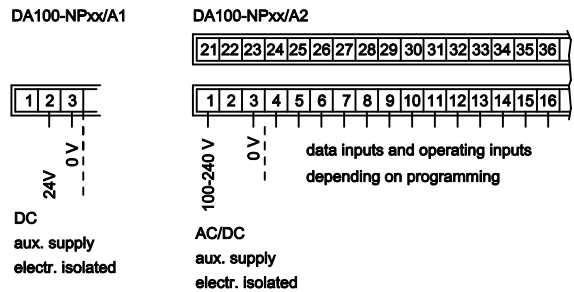 DA100-NPxx/A1
1 2 3
24V
0 V
DC
aux. supply
electr. isolated
DA100-NPxx/A2
21 22 23 24 25 26 27 28 29 30 31 32 33 34 35 36
1 2 3 4 5 6 7 8 9 10 11 12 13 14 15 16
100-240 V
0 V
data inputs and operating inputs
depending on programming
AC/DC
aux. supply
electr. isolated